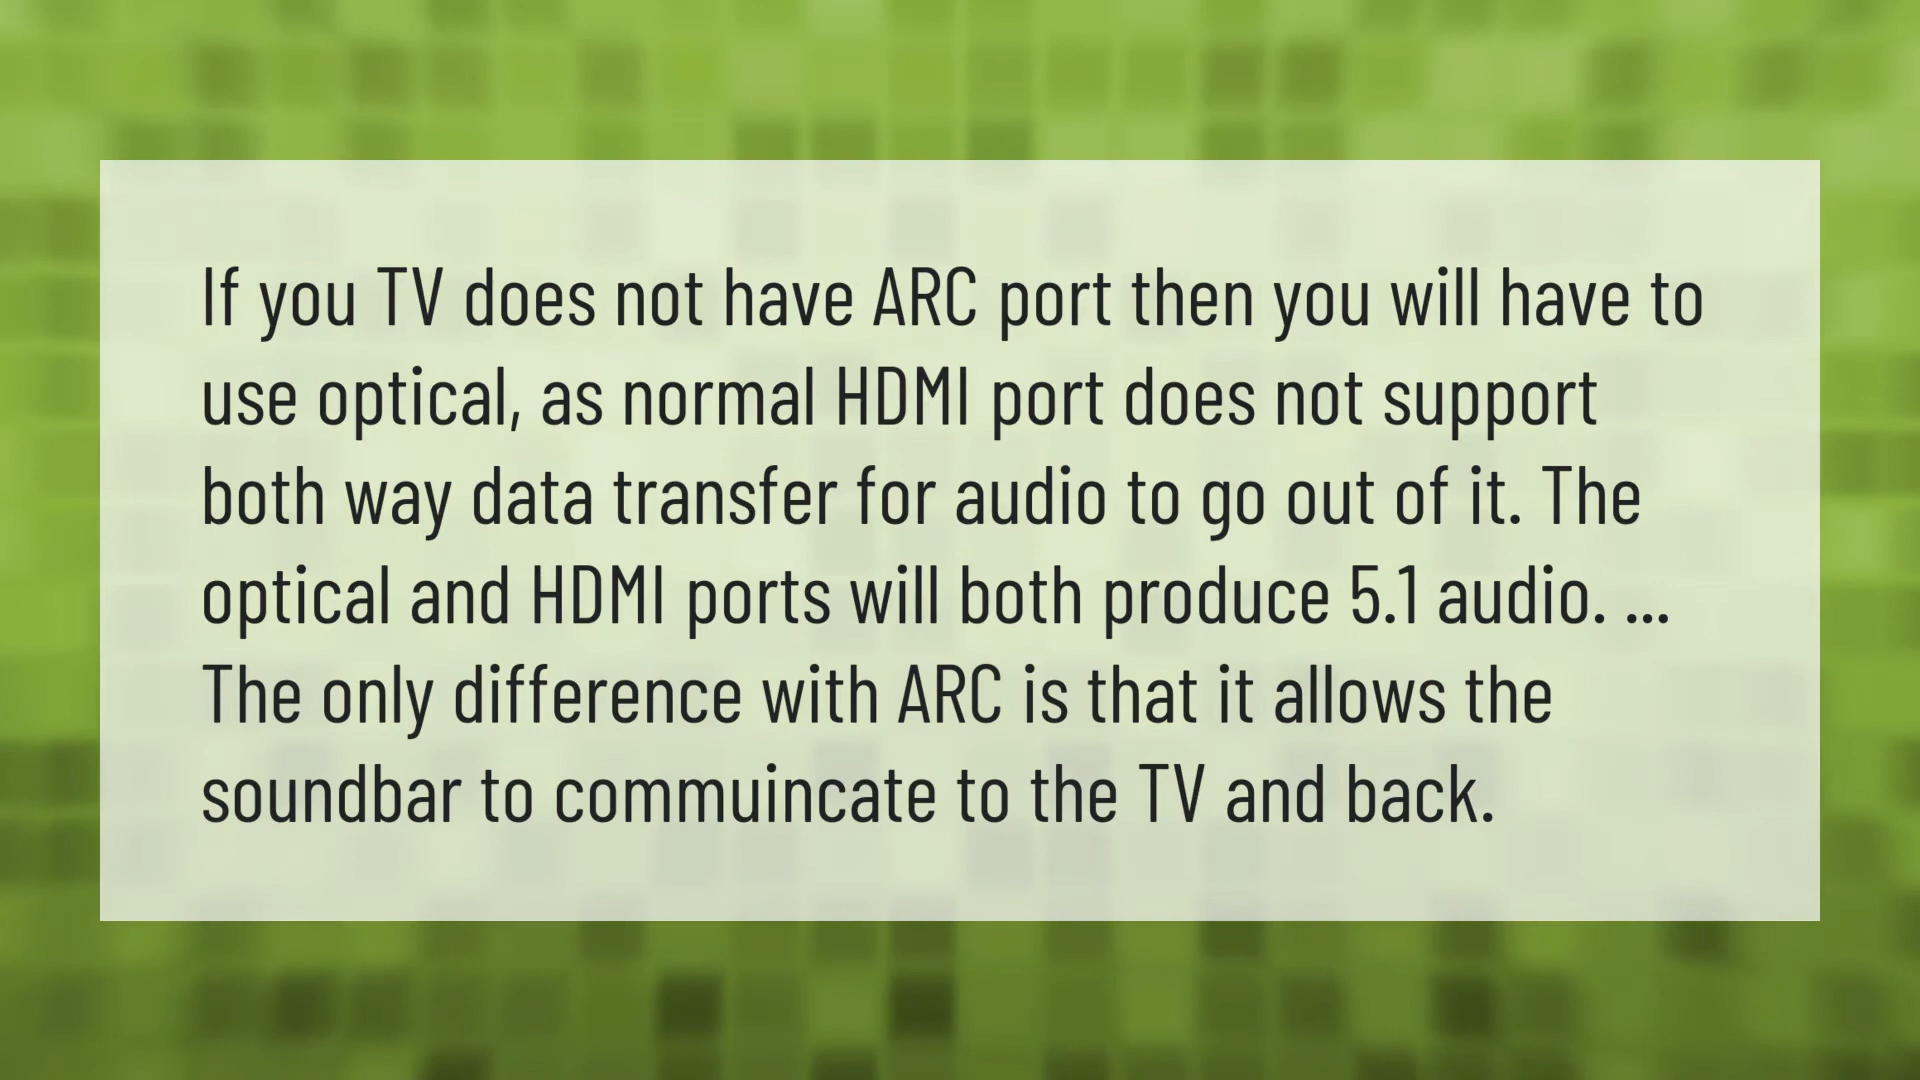 If you TV does not have ARC port then you will have to
use optical, as normal HDMI port does not support
both way data transfer for audio to go out of it. The
optical and HDMI ports will both produce 5.1 audio. ...
The only difference with ARC is that it allows the
soundbar to commuincate to the TV and back.